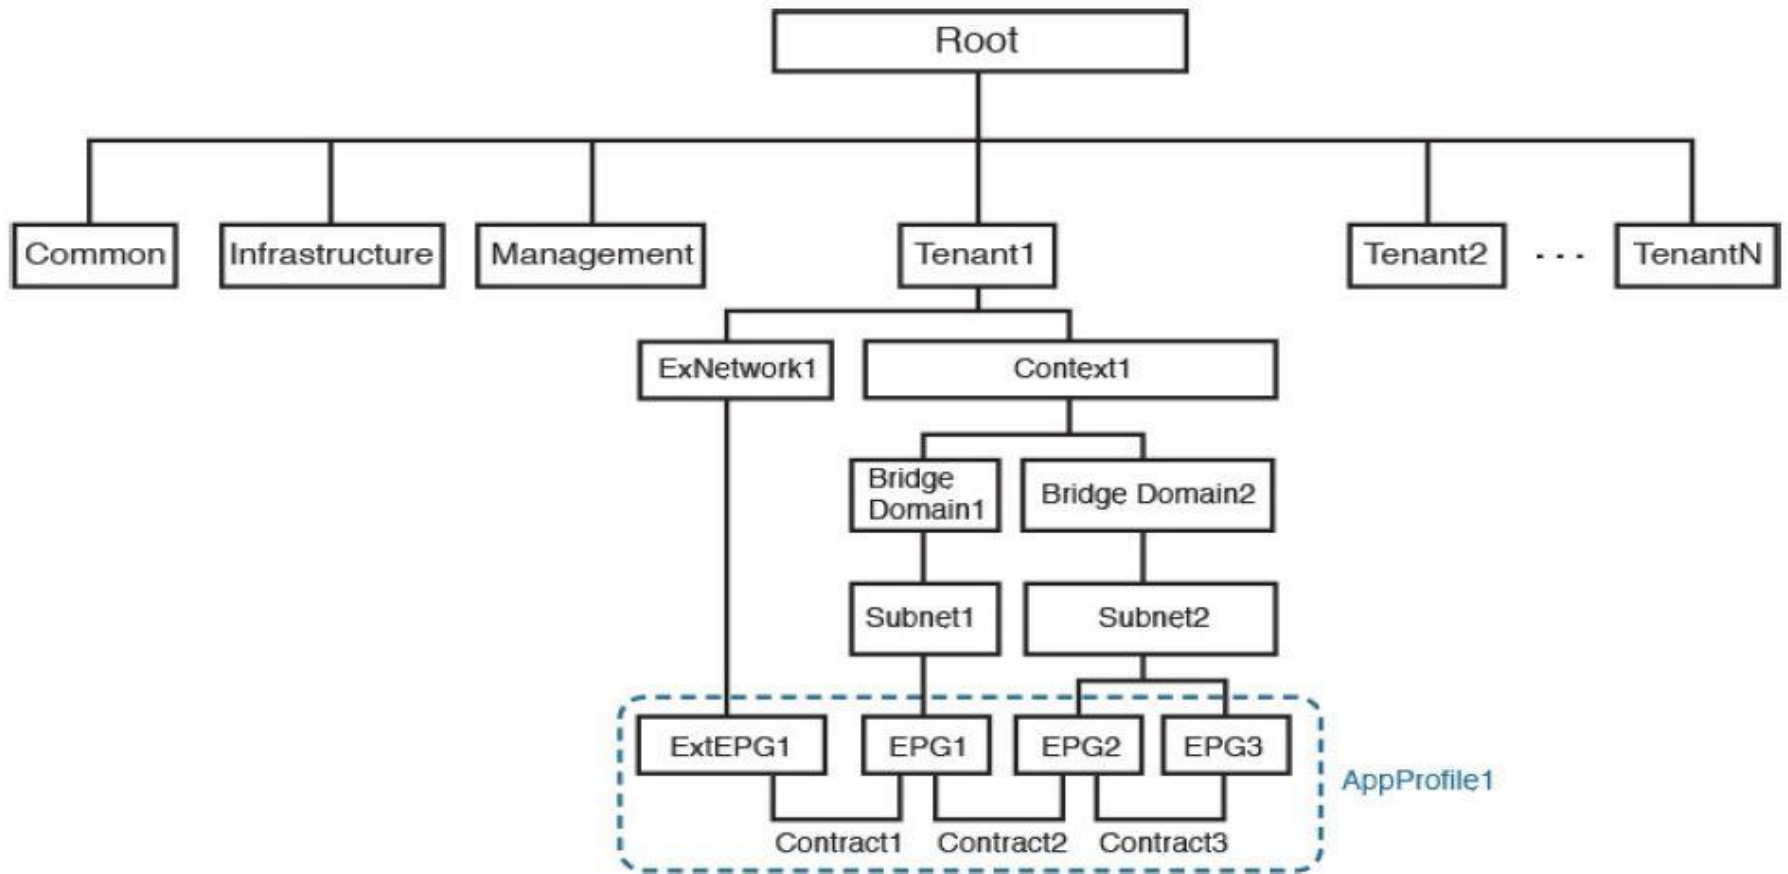 Root
Common
Infrastructure
Management
Tenant1
Tenant2
. . .
TenantN
ExNetwork1
Context1
Bridge
Domain1
Bridge Domain2
Subnet1
Subnet2
ExtEPG1
EPG1
EPG2
EPG3
AppProfile1
Contract1
Contract2
Contract3